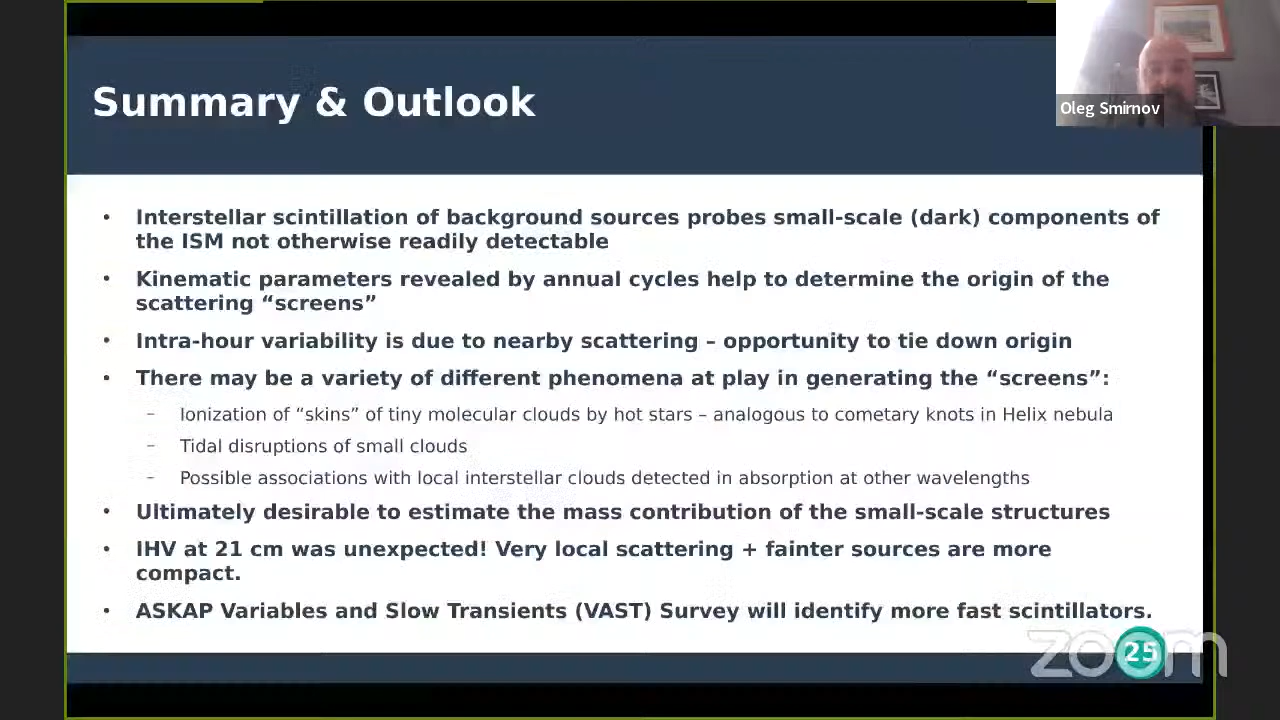 Summary & Outlook
Oleg Smirnov
• Interstellar scintillation of background sources probes small-scale (dark) components of
the ISM not otherwise readily detectable
• Kinematic parameters revealed by annual cycles help to determine the origin of the
scattering “screens”
• Intra-hour variability is due to nearby scattering – opportunity to tie down origin
• There may be a variety of different phenomena at play in generating the “screens”:
– Ionization of “skins” of tiny molecular clouds by hot stars – analogous to cometary knots in Helix nebula
– Tidal disruptions of small clouds
– Possible associations with local interstellar clouds detected in absorption at other wavelengths
• Ultimately desirable to estimate the mass contribution of the small-scale structures
• IHV at 21 cm was unexpected! Very local scattering + fainter sources are more
compact.
• ASKAP Variables and Slow Transients (VAST) Survey will identify more fast scintillators.
zoom
25